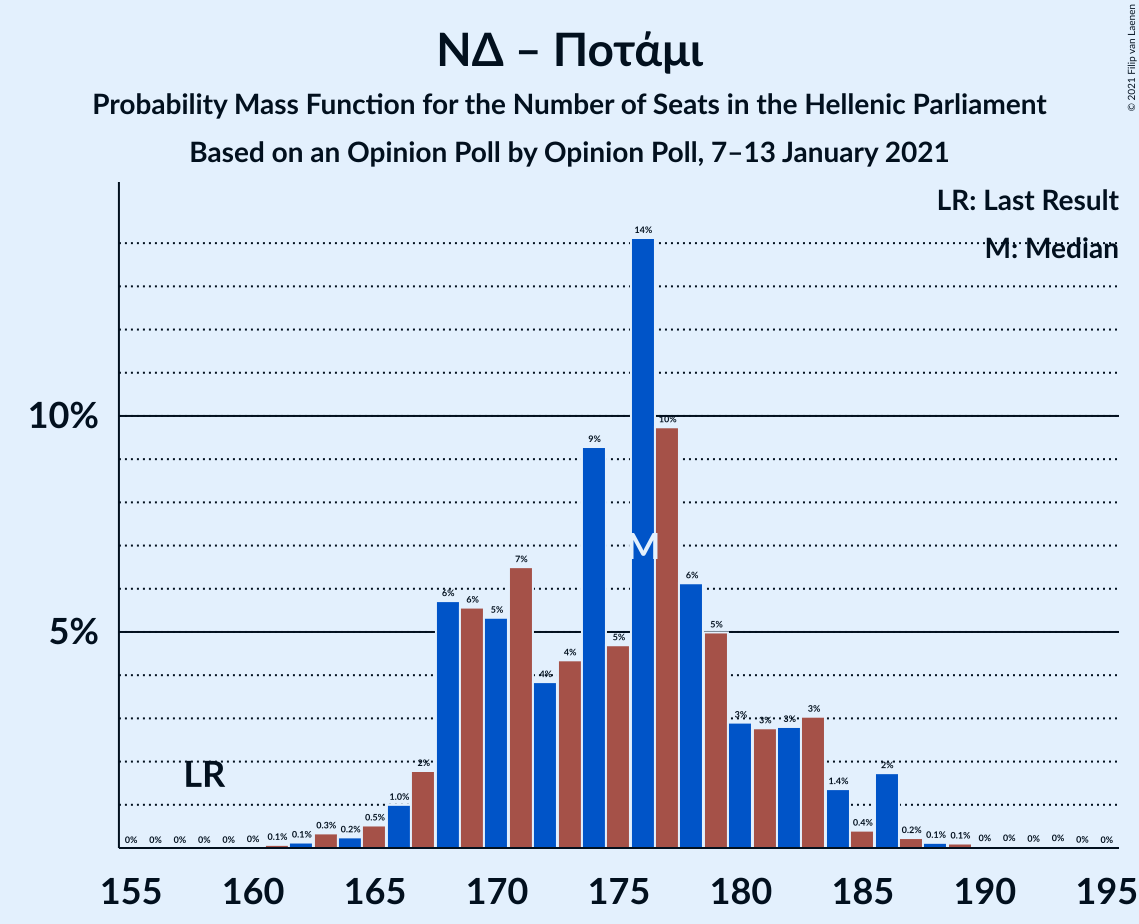 ΝΔ – Ποτάμι
Probability Mass Function for the Number of Seats in the Hellenic Parliament
Based on an Opinion Poll by Opinion Poll, 7–13 January 2021
© 2021 Filip van Laenen
LR: Last Result
M: Median
10%
5%
LR
M
0% 0% 0% 0% 0% 0% 0.1% 0.1% 0.3% 0.2% 0.5% 1.0% 2% 6% 6% 5% 7% 4% 4% 9% 5% 14% 10% 6% 5% 3% 3% 3% 3% 1.4% 0.4% 2% 0.2% 0.1% 0.1% 0% 0% 0% 0% 0% 0%
155 160 165 170 175 180 185 190 195